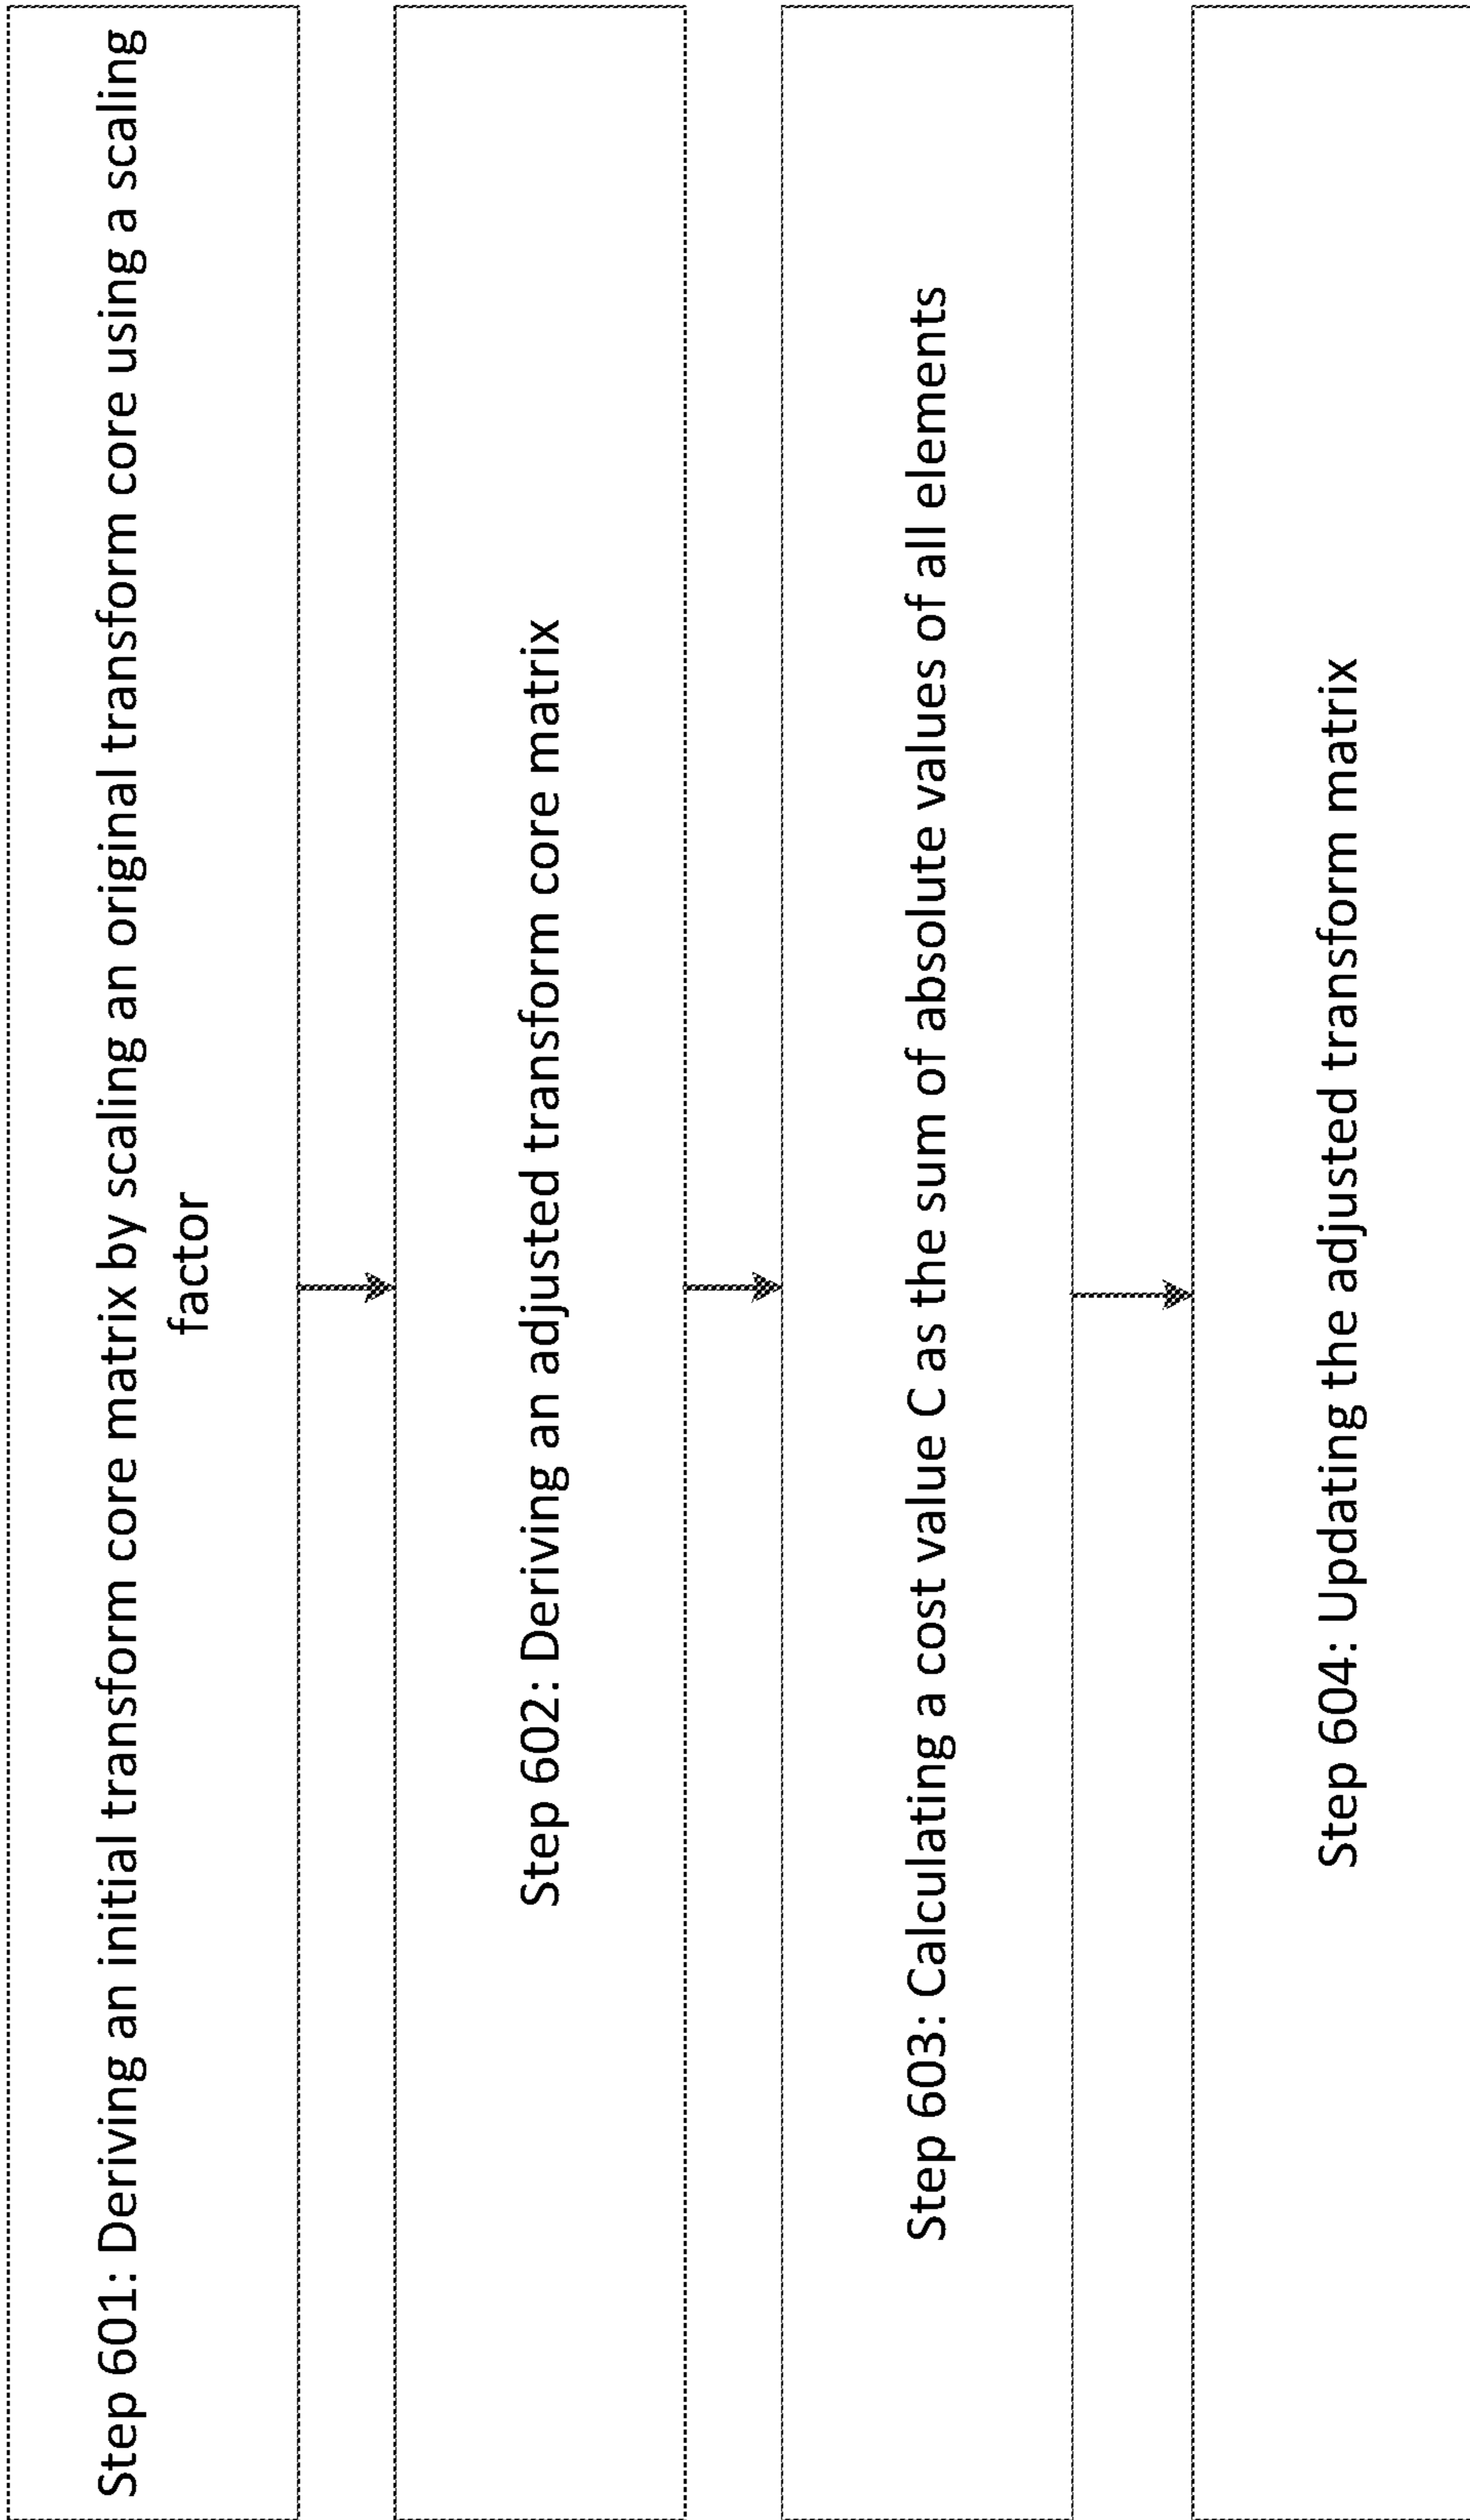 Step 601: Deriving an initial transform core matrix by scaling an original transform core using a scaling
factor
Step 602: Deriving an adjusted transform core matrix
Step 603: Calculating a cost value C as the sum of absolute values of all elements
Step 604: Updating the adjusted transform matrix